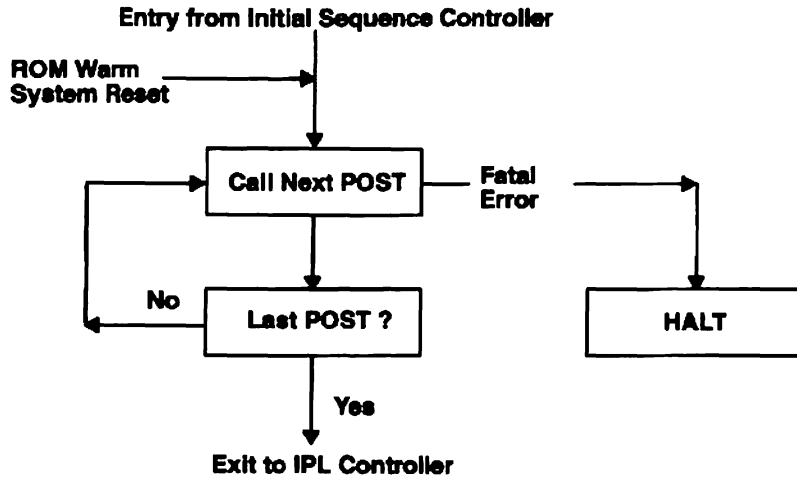 Entry from Initial Sequence Controller
ROM Warm
System Reset
Call Next POST
Fatal
Error
No
Last POST ?
HALT
Yes
Exit to IPL Controller